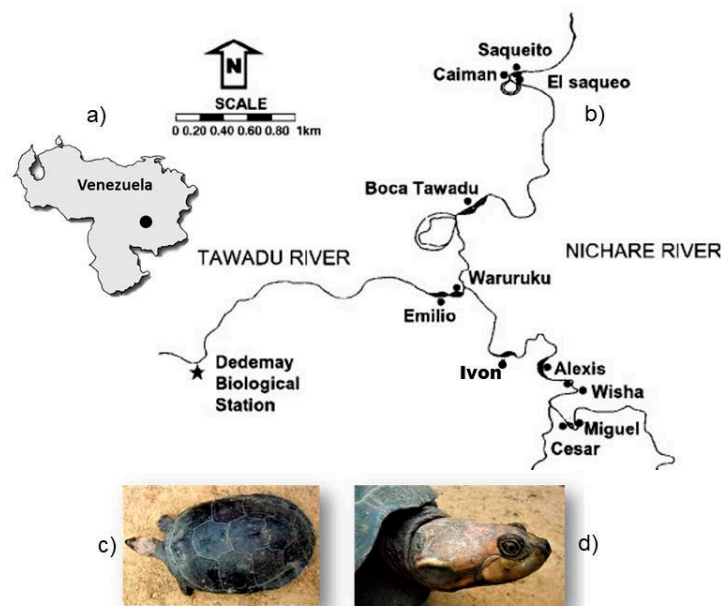 N
SCALE
0 0.20 0.40 0.60 0.80 1km
a)
Venezuela
b)
Saqueito
Caiman
El saqueo
Boca Tawadu
TAWADU RIVER
NICHARE RIVER
Waruruku
Emilio
Ivon
Alexis
Wisha
Miguel
Cesar
Dedemay
Biological
Station
c)
d)